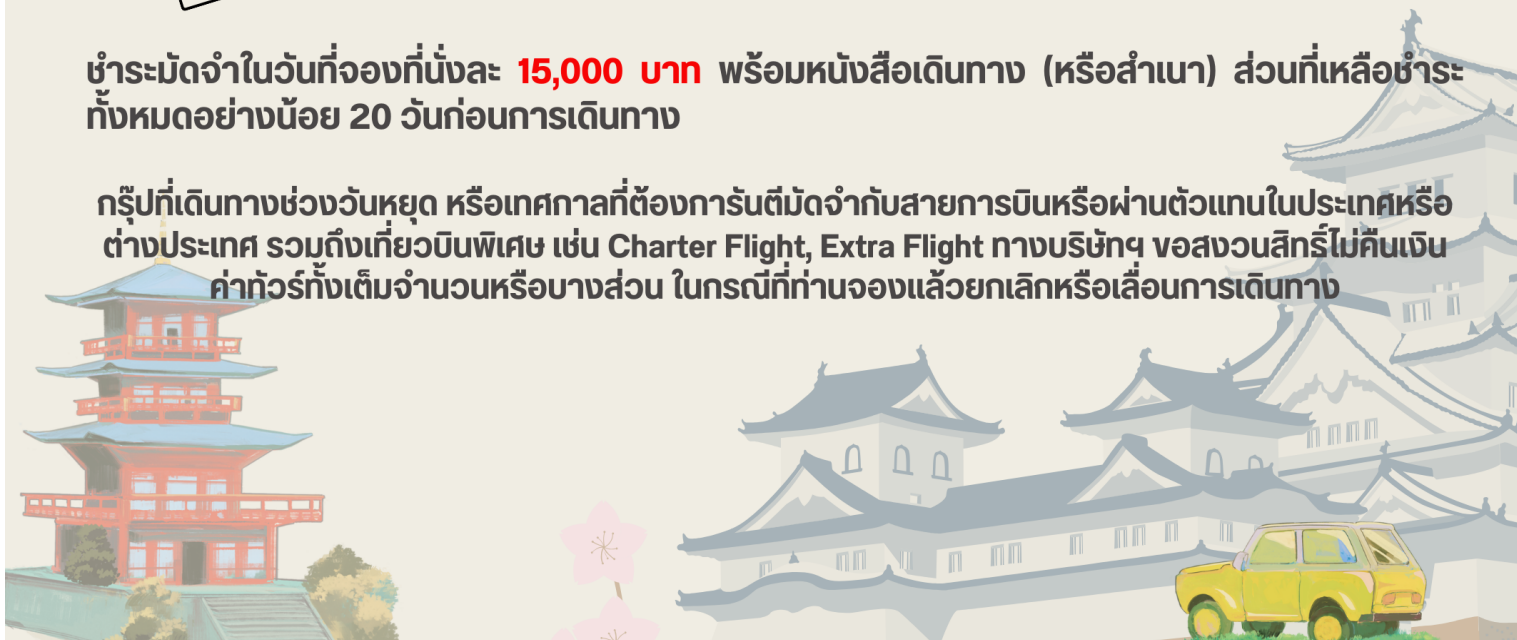 ชำระมัดจำในวันที่จองที่นั่งละ 15,000 บาท พร้อมหนังสือเดินทาง (หรือสำเนา) ส่วนที่เหลือชำระ
ทั้งหมดอย่างน้อย 20 วันก่อนการเดินทาง
กรุ๊ปที่เดินทางช่วงวันหยุด หรือเทศกาลที่ต้องการันตีมัดจำกับสายการบินหรือผ่านตัวแทนในประเทศหรือ
ต่างประเทศ รวมถึงเที่ยวบินพิเศษ เช่น Charter Flight, Extra Flight ทางบริษัทฯ ขอสงวนสิทธิ์ไม่คืนเงิน
ค่าทัวร์ทั้งเต็มจำนวนหรือบางส่วน ในกรณีที่ท่านจองแล้วยกเลิกหรือเลื่อนการเดินทาง